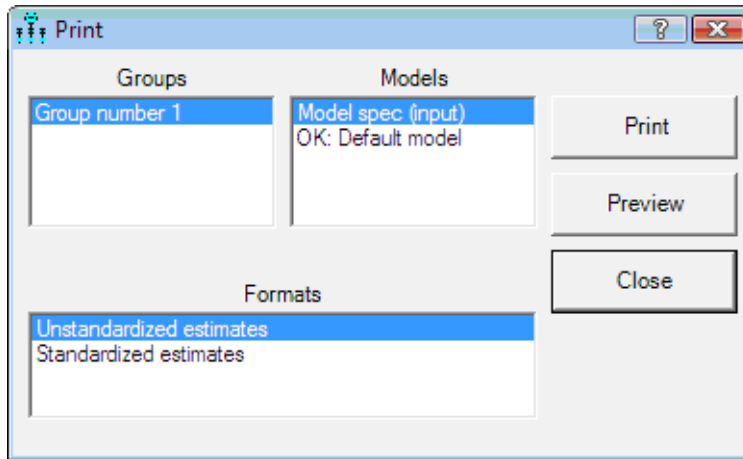 Print
Groups
Models
Group number 1
Model spec (input)
OK: Default model
Print
Preview
Close
Formats
Unstandardized estimates
Standardized estimates